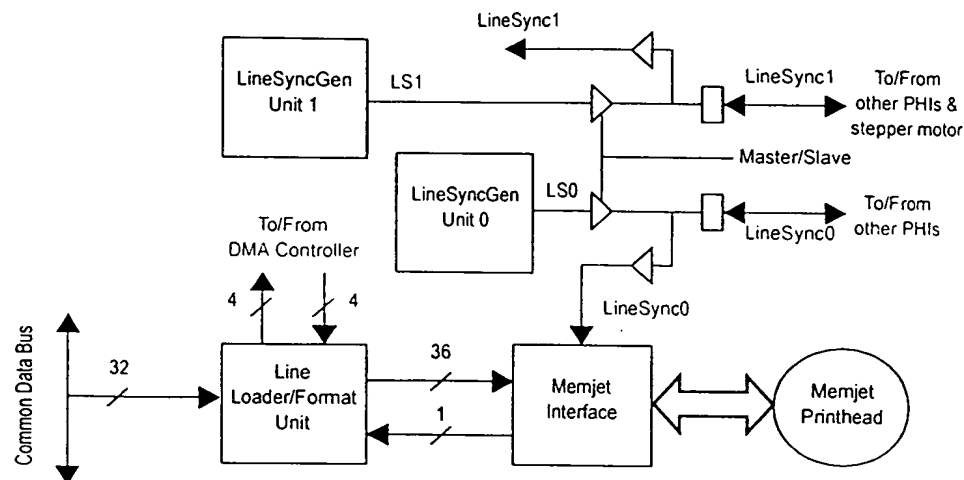 LineSync1
LineSyncGen
Unit 1
LS1
LineSync1
To/From
other PHIs &
stepper motor
Master/Slave
LineSyncGen
Unit 0
LS0
To/From
other PHIs
LineSync0
To/From
DMA Controller
4
4
LineSync0
Common Data Bus
32
Line
Loader/Format
Unit
36
1
Memjet
Interface
Memjet
Printhead